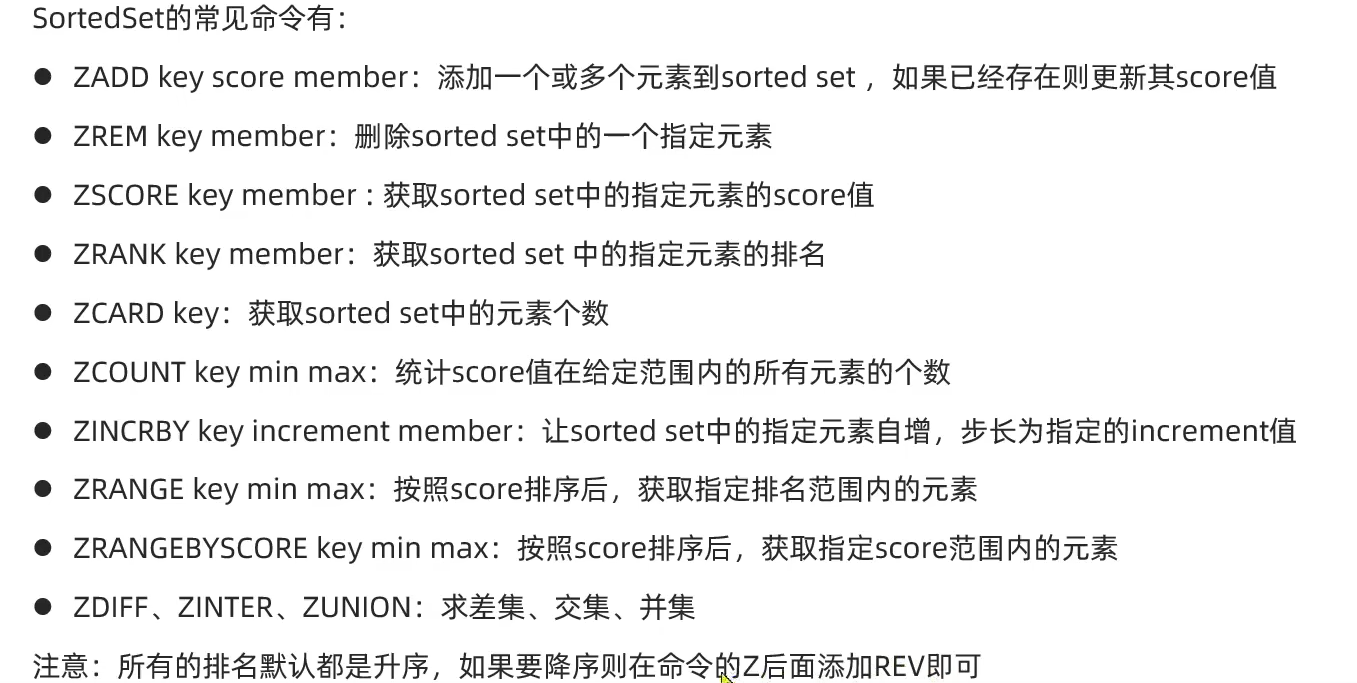 SortedSet的常见命令有：
● ZADD key score member：添加一个或多个元素到sorted set ，如果已经存在则更新其score值
● ZREM key member：删除sorted set中的一个指定元素
● ZSCORE key member : 获取sorted set中的指定元素的score值
● ZRANK key member：获取sorted set 中的指定元素的排名
● ZCARD key：获取sorted set中的元素个数
● ZCOUNT key min max：统计score值在给定范围内的所有元素的个数
● ZINCRBY key increment member：让sorted set中的指定元素自增，步长为指定的increment值
● ZRANGE key min max：按照score排序后，获取指定排名范围内的元素
● ZRANGEBYSCORE key min max：按照score排序后，获取指定score范围内的元素
● ZDIFF、ZINTER、ZUNION：求差集、交集、并集
注意：所有的排名默认都是升序，如果要降序则在命令的Z后面添加REV即可